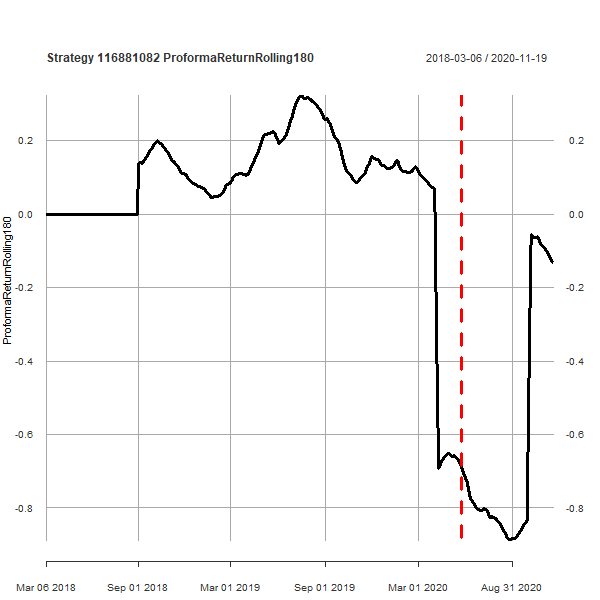 Strategy 116881082 ProformaReturnRolling180
2018-03-06 / 2020-11-19
ProformaReturnRolling180
0.2
0.2
0.0
0.0
-0.2
-0.2
-0.4
-0.4
-0.6
-0.6
-0.8
-0.8
Mar 06 2018
Sep 01 2018
Mar 01 2019
Sep 01 2019
Mar 01 2020
Aug 31 2020